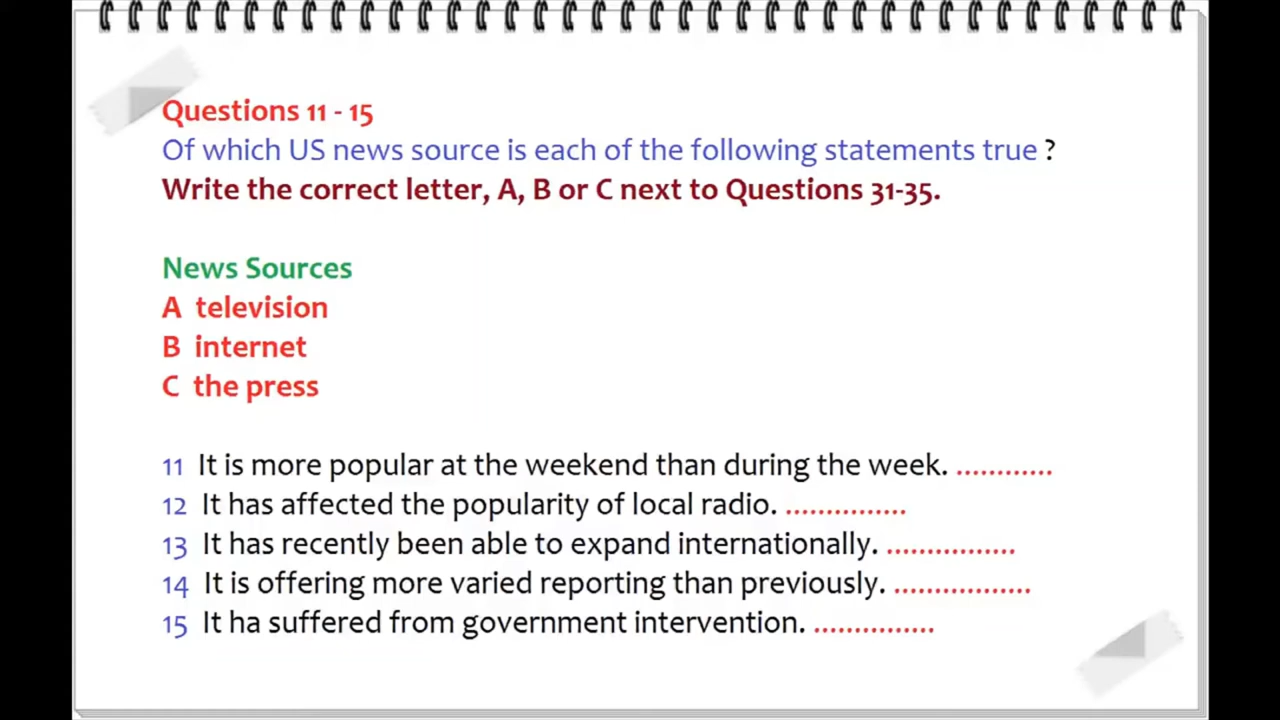 Questions 11 - 15
Of which US news source is each of the following statements true ?
Write the correct letter, A, B or C next to Questions 31-35.
News Sources
A television
B internet
C the press
11 It is more popular at the weekend than during the week. ............
12 It has affected the popularity of local radio. ...............
13 It has recently been able to expand internationally. ................
14 It is offering more varied reporting than previously. .................
15 It ha suffered from government intervention. ...............